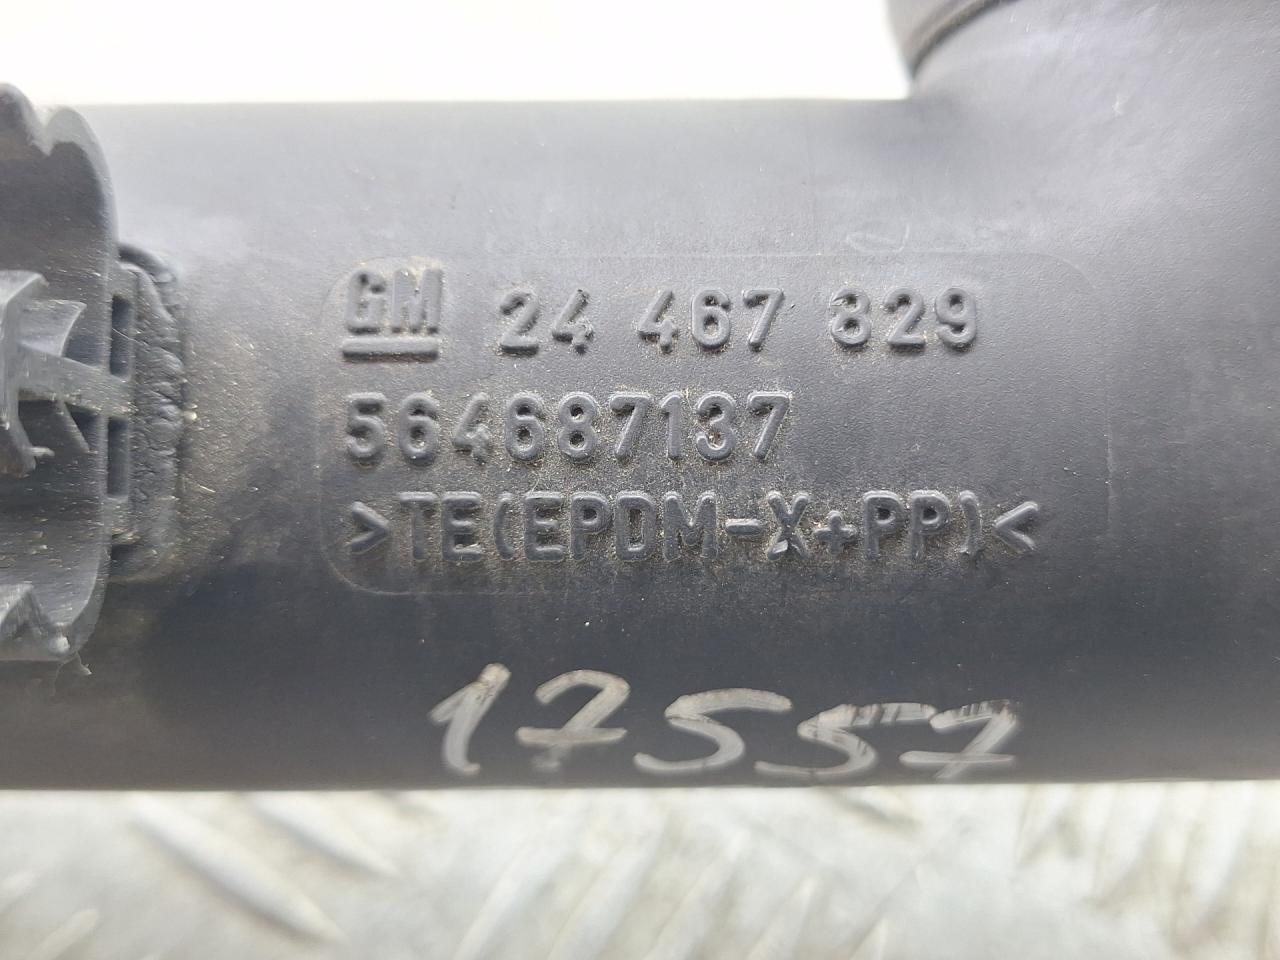 GM 24 467 829
564687137
>TE(EPDM-X+PP)<
17557